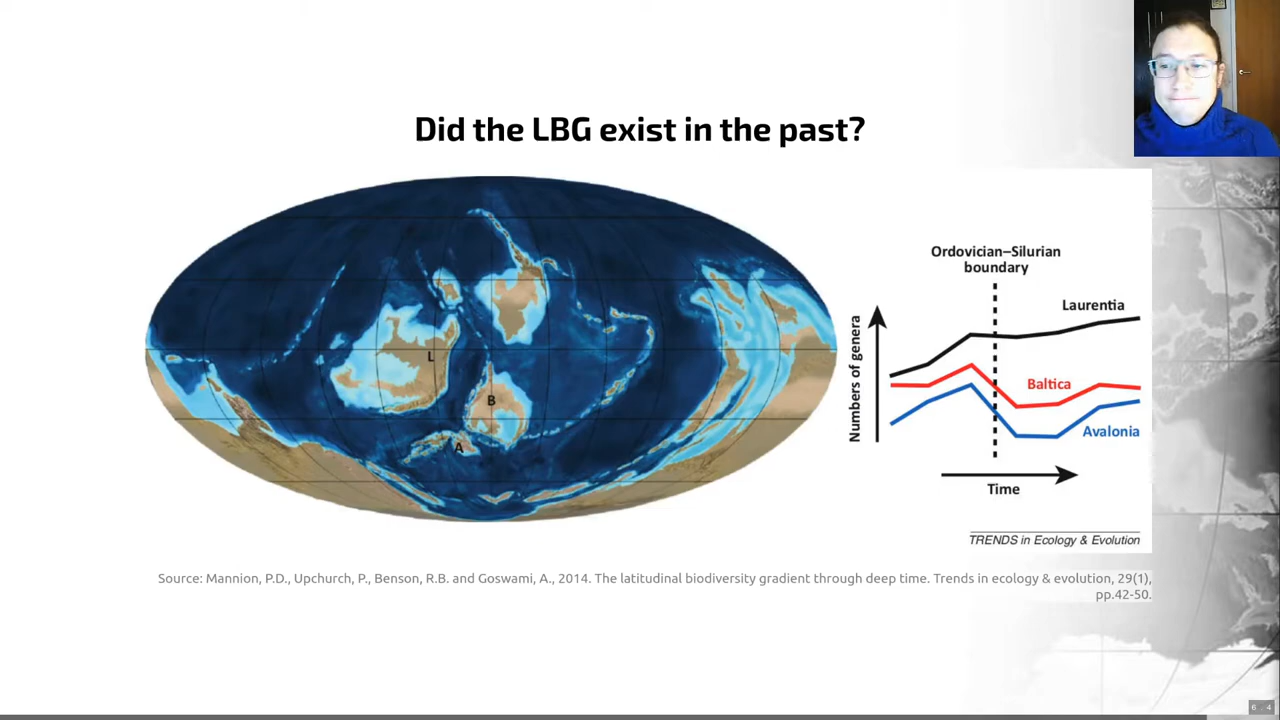 Did the LBG exist in the past?
L
B
A
Ordovician–Silurian
boundary
Laurentia
Baltica
Avalonia
Numbers of genera
Time
TRENDS in Ecology & Evolution
Source: Mannion, P.D., Upchurch, P., Benson, R.B. and Goswami, A., 2014. The latitudinal biodiversity gradient through deep time. Trends in ecology & evolution, 29(1),
pp.42-50.
6 . 4